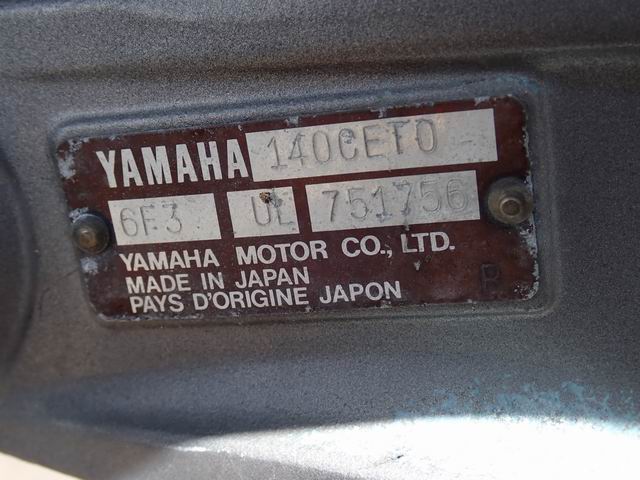 YAMAHA 140CETO
6F3 UL 751756
YAMAHA MOTOR CO., LTD.
MADE IN JAPAN
PAYS D'ORIGINE JAPON R